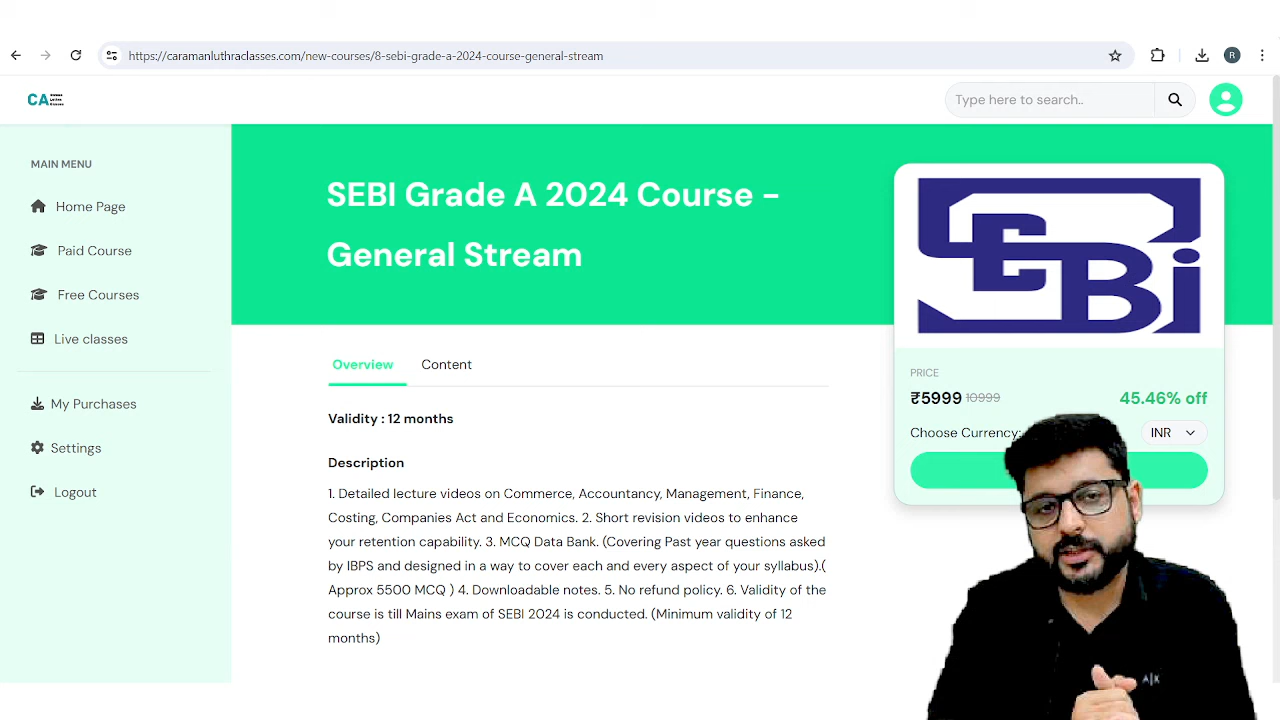 https://caramanluthraclasses.com/new-courses/8-sebi-grade-a-2024-course-general-stream
R
CA
Type here to search..
MAIN MENU
Home Page
Paid Course
Free Courses
Live classes
My Purchases
Settings
Logout
SEBI Grade A 2024 Course -
General Stream
SEBi
Overview Content
Validity : 12 months
Description
1. Detailed lecture videos on Commerce, Accountancy, Management, Finance,
Costing, Companies Act and Economics. 2. Short revision videos to enhance
your retention capability. 3. MCQ Data Bank. (Covering Past year questions asked
by IBPS and designed in a way to cover each and every aspect of your syllabus).(
Approx 5500 MCQ ) 4. Downloadable notes. 5. No refund policy. 6. Validity of the
course is till Mains exam of SEBI 2024 is conducted. (Minimum validity of 12
months)
PRICE
₹5999 10999 45.46% off
Choose Currency: INR
A|X